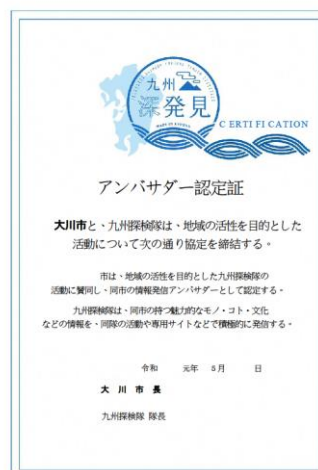 九州
深発見
CERTIFICATION
アンバサダー認定証
大川市と、九州探検隊は、地域の活性を目的とした
活動について次の通り協定を締結する。
市は、地域の活性を目的とした九州探検隊の
活動に賛同し、同市の情報発信アンバサダーとして認定する。
九州探検隊は、同市の持つ魅力的なモノ・コト・文化
などの情報を、同隊の活動や専用サイトなどで積極的に発信する。
令和 元年 5月 日
大川市長
九州探検隊 隊長